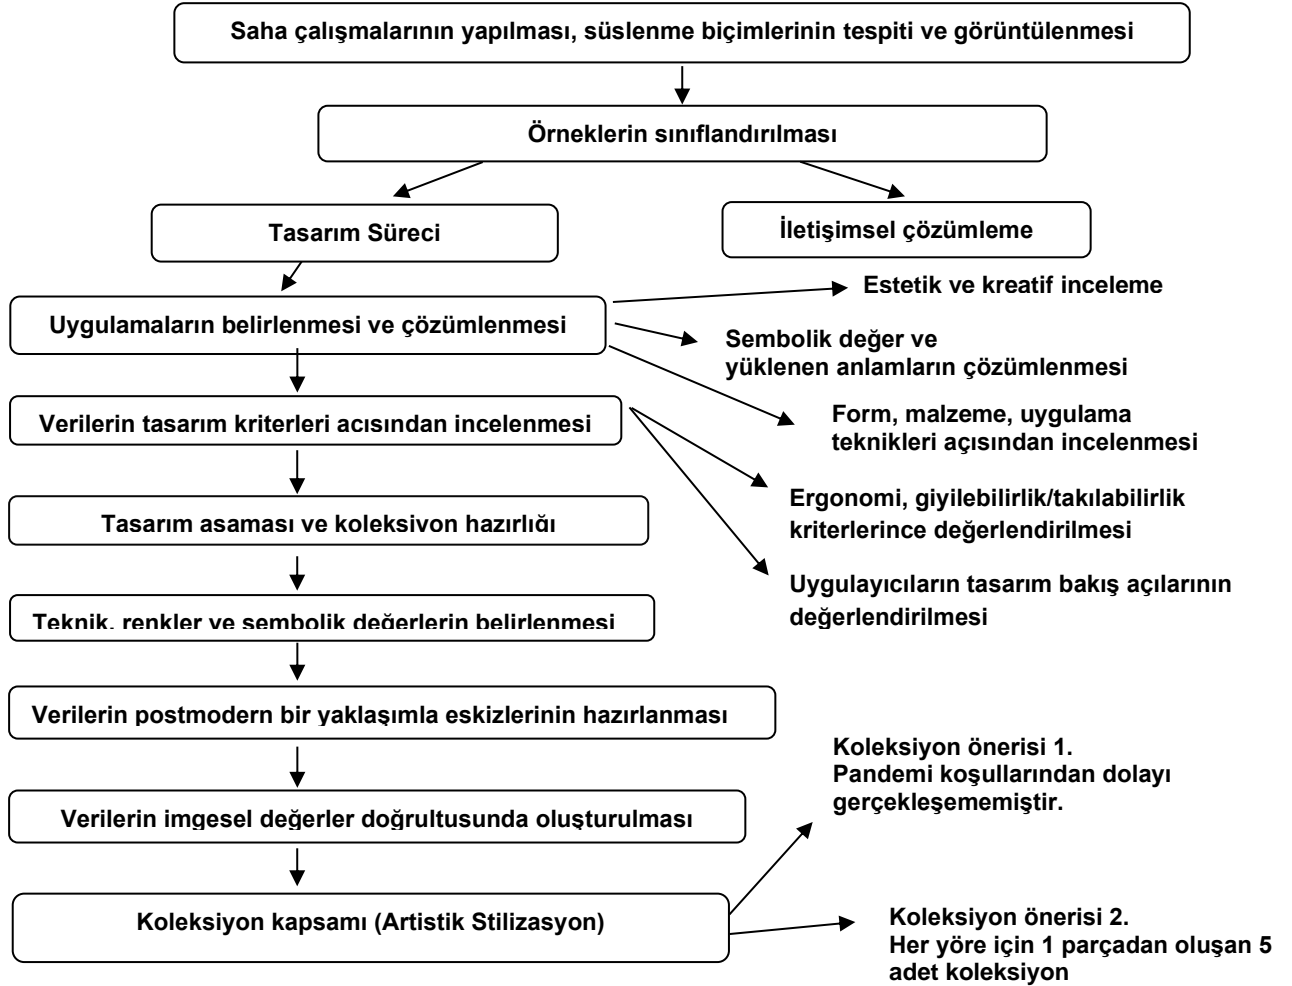 Saha çalışmalarının yapılması, süslenme biçimlerinin tespiti ve görüntülenmesi
Örneklerin sınıflandırılması
Tasarım Süreci
İletişimsel çözümleme
Uygulamaların belirlenmesi ve çözümlenmesi
Estetik ve kreatif inceleme
Sembolik değer ve
yüklenen anlamların çözümlenmesi
Form, malzeme, uygulama
teknikleri açısından incelenmesi
Verilerin tasarım kriterleri acısından incelenmesi
Ergonomi, giyilebilirlik/takılabilirlik
kriterlerince değerlendirilmesi
Uygulayıcıların tasarım bakış açılarının
değerlendirilmesi
Tasarım asaması ve koleksivon hazırlığı
Teknik, renkler ve sembolik değerlerin belirlenmesi
Verilerin postmodern bir yaklaşımla eskizlerinin hazırlanması
Verilerin imgesel değerler doğrultusunda oluşturulması
Koleksiyon kapsamı (Artistik Stilizasyon)
Koleksiyon önerisi 1.
Pandemi koşullarından dolayı
gerçekleşememiştir.
Koleksiyon önerisi 2.
Her yöre için 1 parçadan oluşan 5
adet koleksiyon